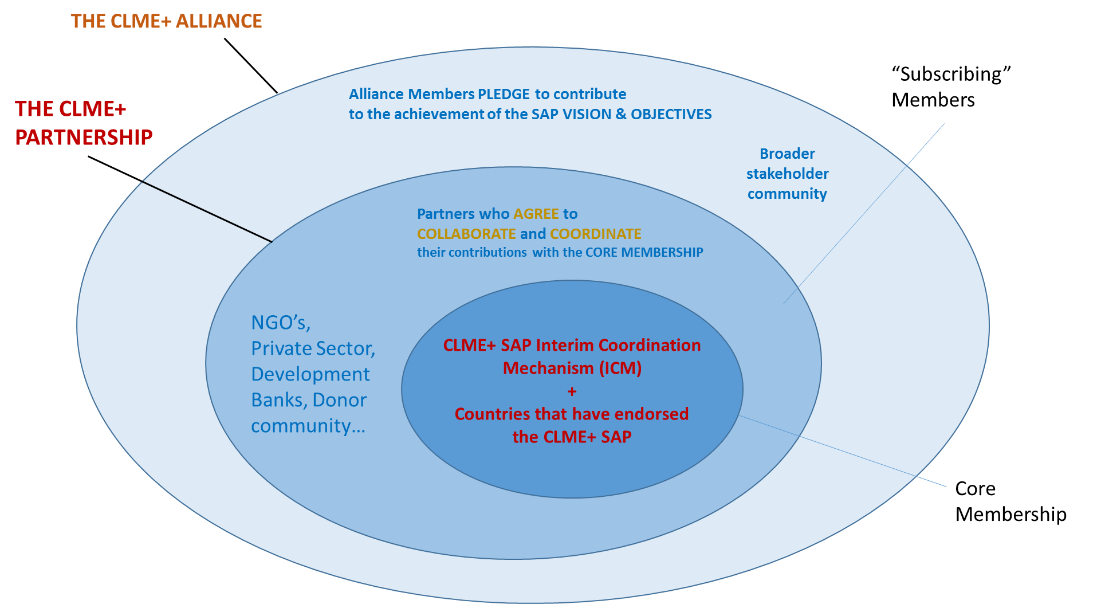 THE CLME+ ALLIANCE
THE CLME+
PARTNERSHIP
“Subscribing”
Members
Alliance Members PLEDGE to contribute
to the achievement of the SAP VISION & OBJECTIVES
Broader
stakeholder
community
Partners who AGREE to
COLLABORATE and COORDINATE
their contributions with the CORE MEMBERSHIP
NGO’s,
Private Sector,
Development
Banks, Donor
community…
CLME+ SAP Interim Coordination
Mechanism (ICM)
+
Countries that have endorsed
the CLME+ SAP
Core
Membership